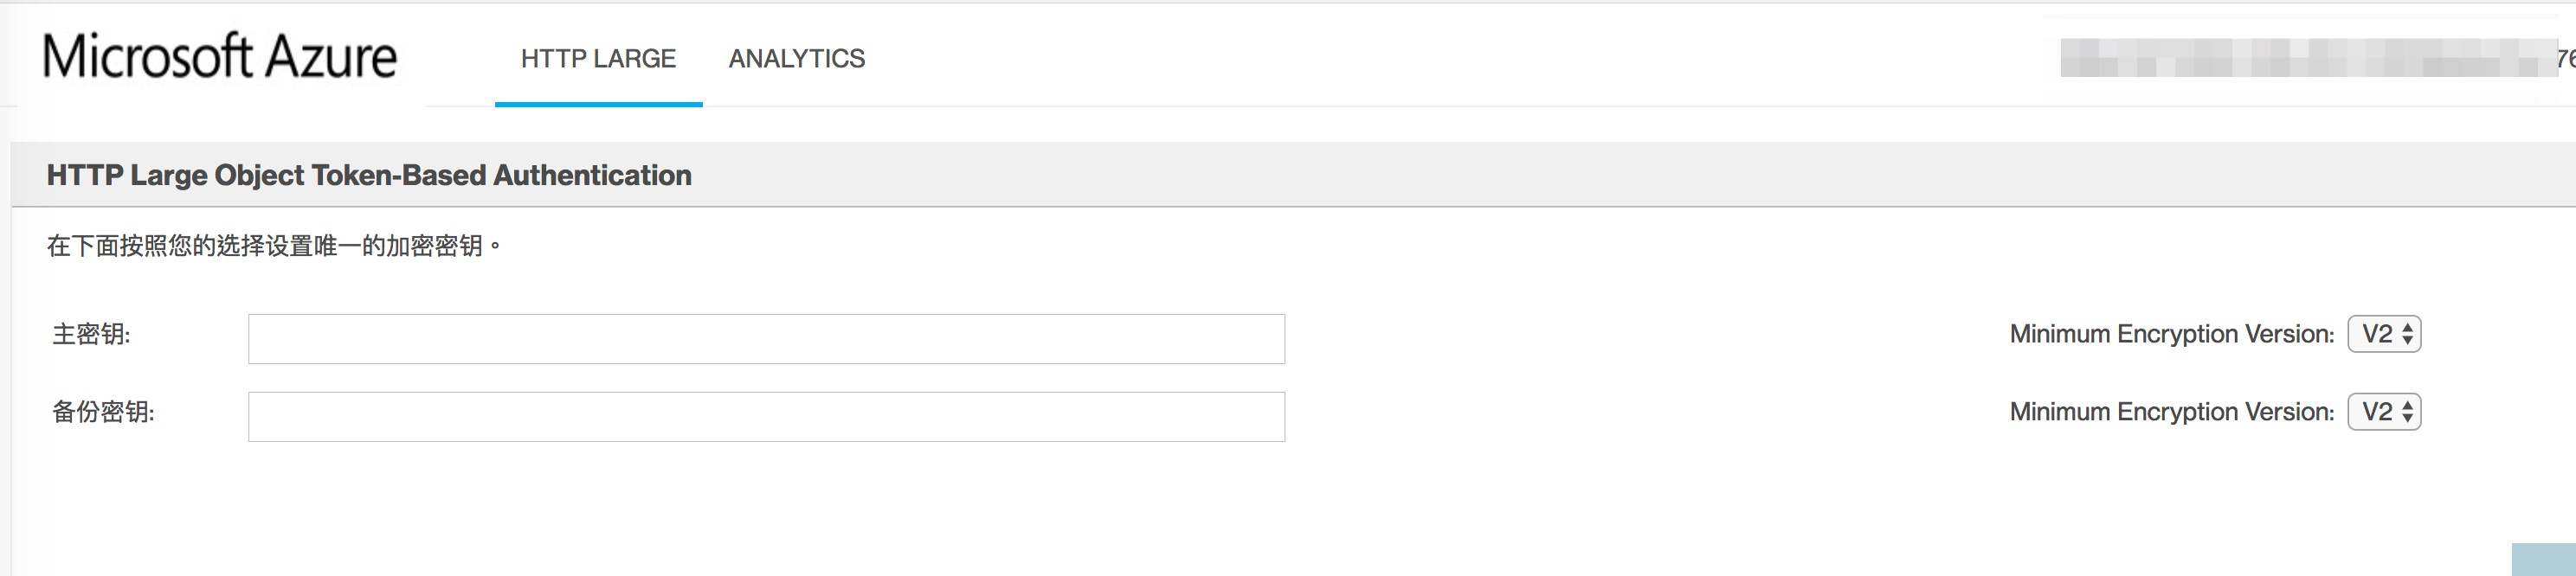 Microsoft Azure
HTTP LARGE
ANALYTICS
76
HTTP Large Object Token-Based Authentication
在下面按照您的选择设置唯一的加密密钥。
主密钥:
Minimum Encryption Version: V2
备份密钥:
Minimum Encryption Version: V2